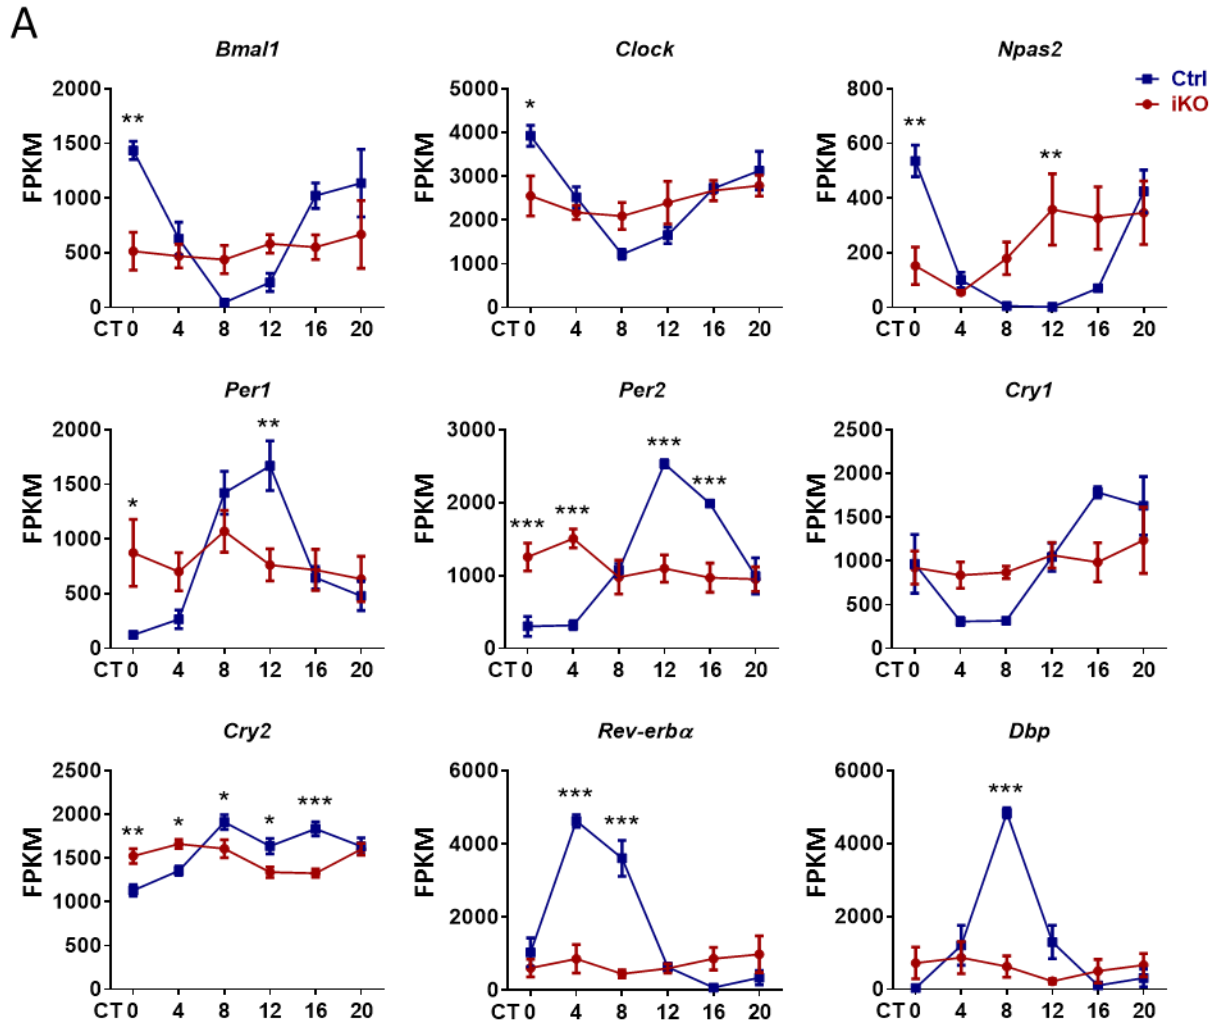 A
Bmal1
Clock
Npas2
Ctrl
iKO
FPKM
2000
1500
1000
500
0
**
CT 0 4 8 12 16 20
FPKM
5000
4000
3000
2000
1000
0
*
CT 0 4 8 12 16 20
FPKM
800
600
400
200
0
**
**
CT 0 4 8 12 16 20
Per1
Per2
Cry1
FPKM
2000
1500
1000
500
0
*
**
CT 0 4 8 12 16 20
FPKM
3000
2000
1000
0
***
***
***
***
CT 0 4 8 12 16 20
FPKM
2500
2000
1500
1000
500
0
CT 0 4 8 12 16 20
Cry2
Rev-erbα
Dbp
FPKM
2500
2000
1500
1000
500
0
**
*
*
*
***
CT 0 4 8 12 16 20
FPKM
6000
4000
2000
0
***
***
CT 0 4 8 12 16 20
FPKM
6000
4000
2000
0
***
CT 0 4 8 12 16 20